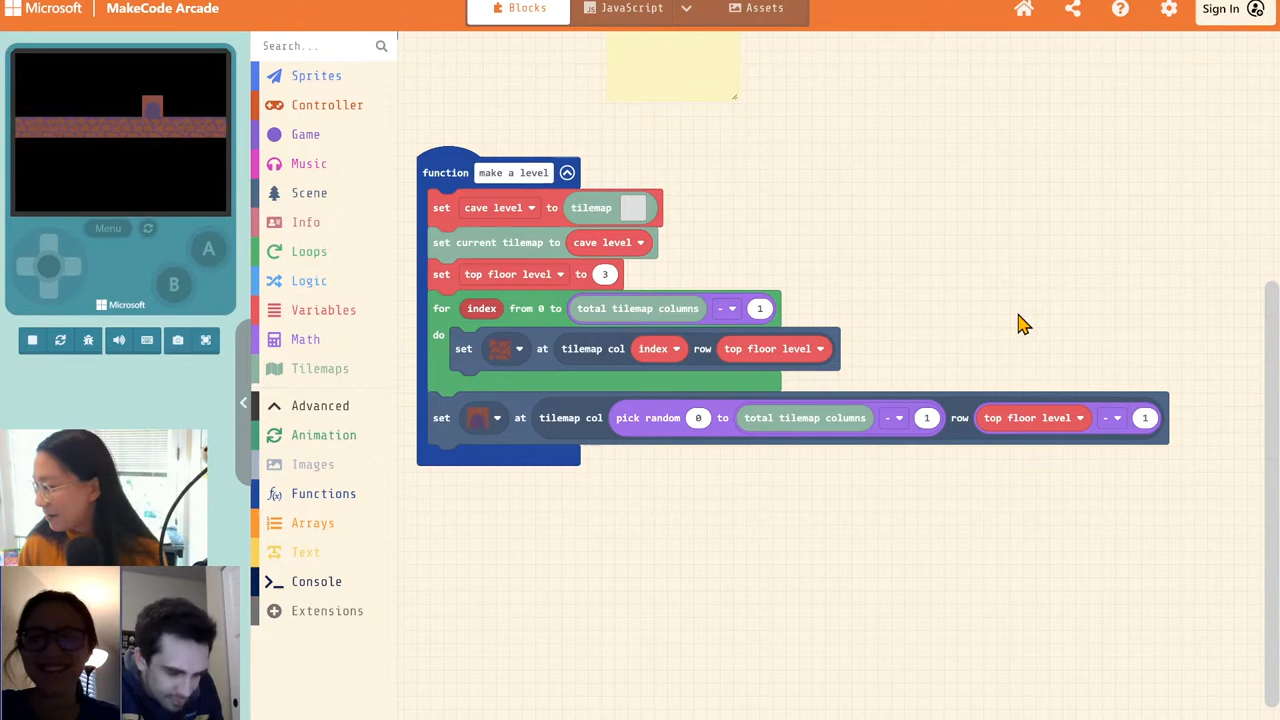 Microsoft MakeCode Arcade Blocks JavaScript Assets Sign In
Search...
Sprites
Controller
Game
Music
Scene
Info
Loops
Logic
Variables
Math
Tilemaps
Advanced
Animation
Images
Functions
Arrays
Text
Console
Extensions
Menu
A
B
Microsoft
function make a level
set cave level to tilemap
set current tilemap to cave level
set top floor level to 3
for index from 0 to total tilemap columns - 1
do set at tilemap col index row top floor level
set at tilemap col pick random 0 to total tilemap columns - 1 row top floor level - 1